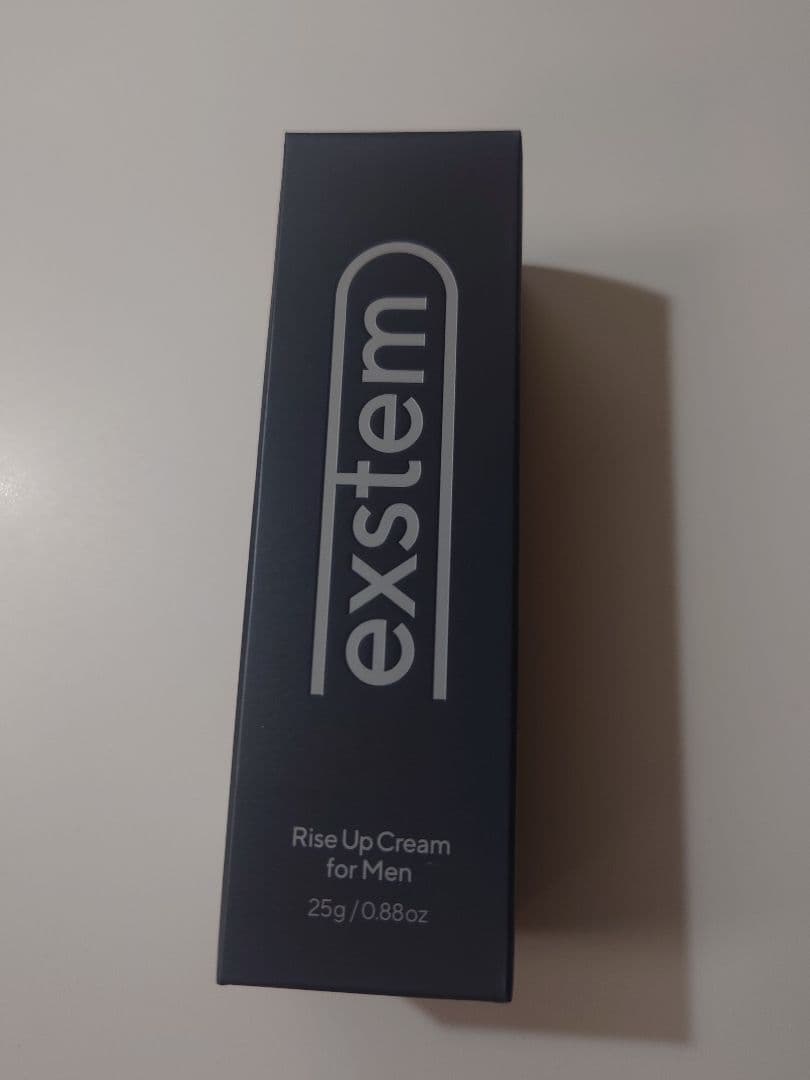 exstem
Rise Up Cream
for Men
25g/0.88oz